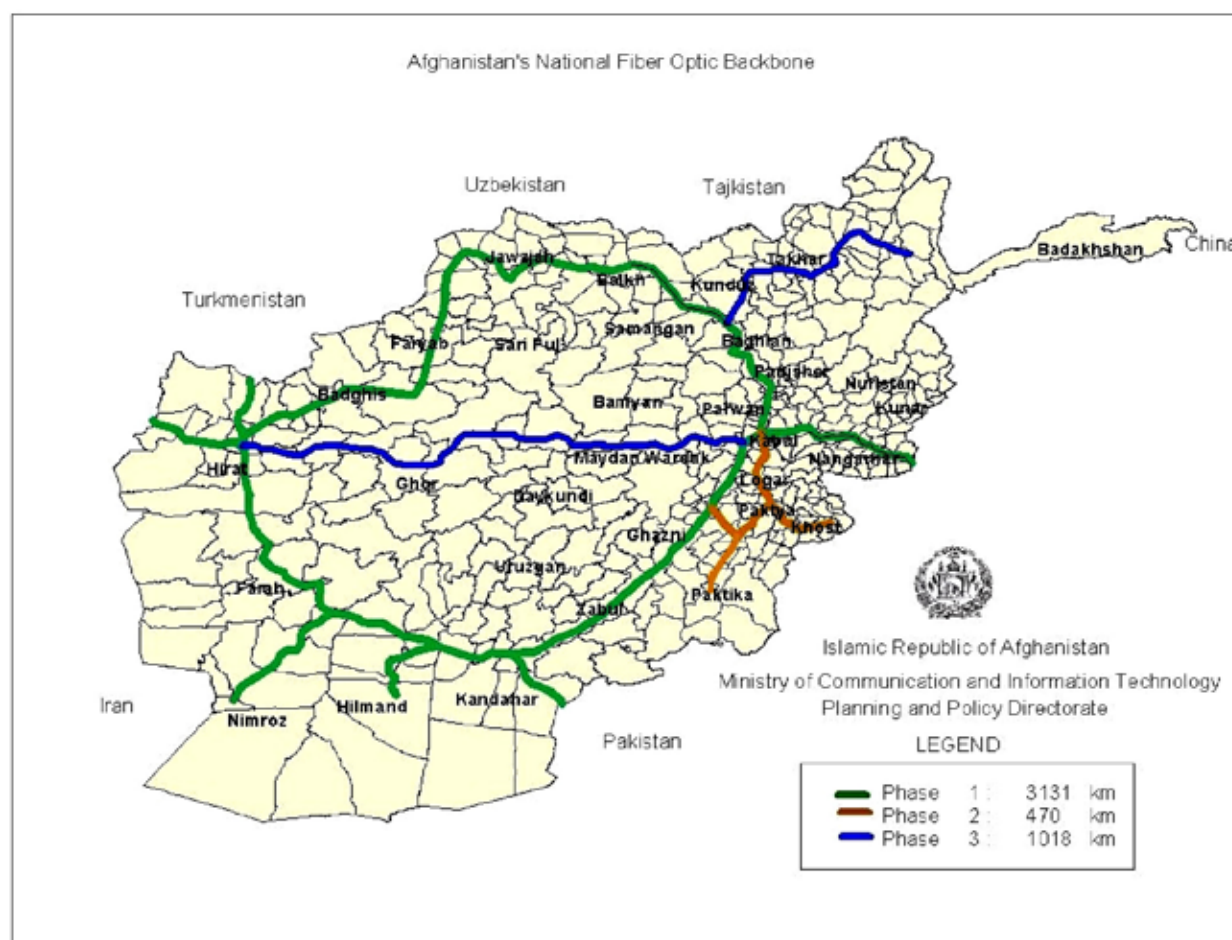 Afghanistan's National Fiber Optic Backbone
Uzbekistan
Tajkistan
China
Badakhshan
Turkmenistan
Jawzjan
Balkh
Kunduz
Takhar
Samangan
Faryab
Sari Pul
Baghlan
Panjsher
Nuristan
Kunar
Badghis
Bamyan
Parwan
Kabul
Hirat
Ghor
Maydan Wardak
Nangarhar
Logar
Daykundi
Paktya
Khost
Ghazni
Uruzgan
Farah
Zabul
Paktika
Iran
Nimroz
Hilmand
Kandahar
Pakistan
Islamic Republic of Afghanistan
Ministry of Communication and Information Technology
Planning and Policy Directorate
LEGEND
Phase 1 : 3131 km
Phase 2 : 470 km
Phase 3 : 1018 km